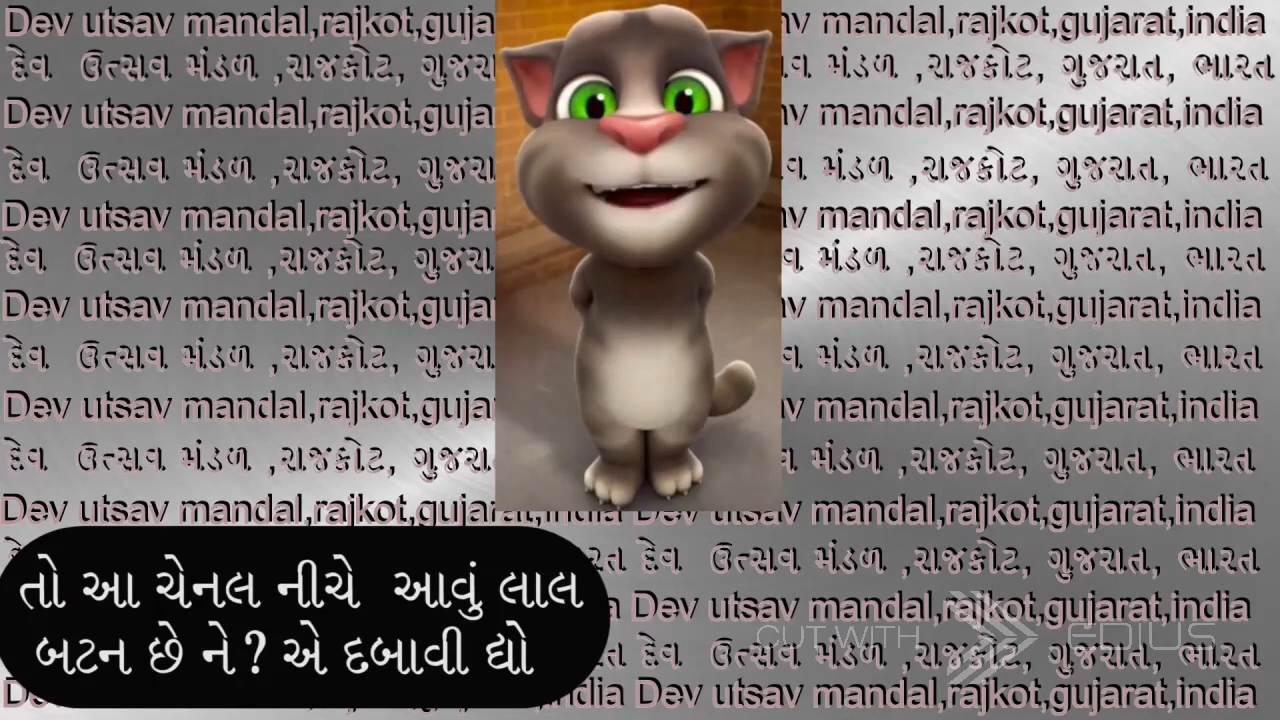 Dev utsav mandal,rajkot,guja av mandal,rajkot,gujarat,india
દેવ ઉત્સવ મંડળ ,રાજકોટ, ગુજરા વ મંડળ ,રાજકોટ, ગુજરાત, ભારત
Dev utsav mandal,rajkot,guja av mandal,rajkot,gujarat,india
દેવ ઉત્સવ મંડળ ,રાજકોટ, ગુજરા વ મંડળ ,રાજકોટ, ગુજરાત, ભારત
Dev utsav mandal,rajkot,guja av mandal,rajkot,gujarat,india
દેવ ઉત્સવ મંડળ ,રાજકોટ, ગુજરા વ મંડળ ,રાજકોટ, ગુજરાત, ભારત
Dev utsav mandal,rajkot,guja av mandal,rajkot,gujarat,india
દેવ ઉત્સવ મંડળ ,રાજકોટ, ગુજરા વ મંડળ ,રાજકોટ, ગુજરાત, ભારત
Dev utsav mandal,rajkot,guja av mandal,rajkot,gujarat,india
દેવ ઉત્સવ મંડળ ,રાજકોટ, ગુજરા વ મંડળ ,રાજકોટ, ગુજરાત, ભારત
Dev utsav mandal,rajkot,gujarat,india Dev utsav mandal,rajkot,gujarat,india
રત દેવ ઉત્સવ મંડળ ,રાજકોટ, ગુજરાત, ભારત
તો આ ચેનલ નીચે આવું લાલ
a Dev utsav mandal,rajkot,gujarat,india
CUT WITH EDIUS
બટન છે ને? એ દબાવી દ્યો
ત દેવ ઉત્સવ મંડળ ,રાજકોટ, ગુજરાત, ભારત
De ndia Dev utsav mandal,rajkot,gujarat,india